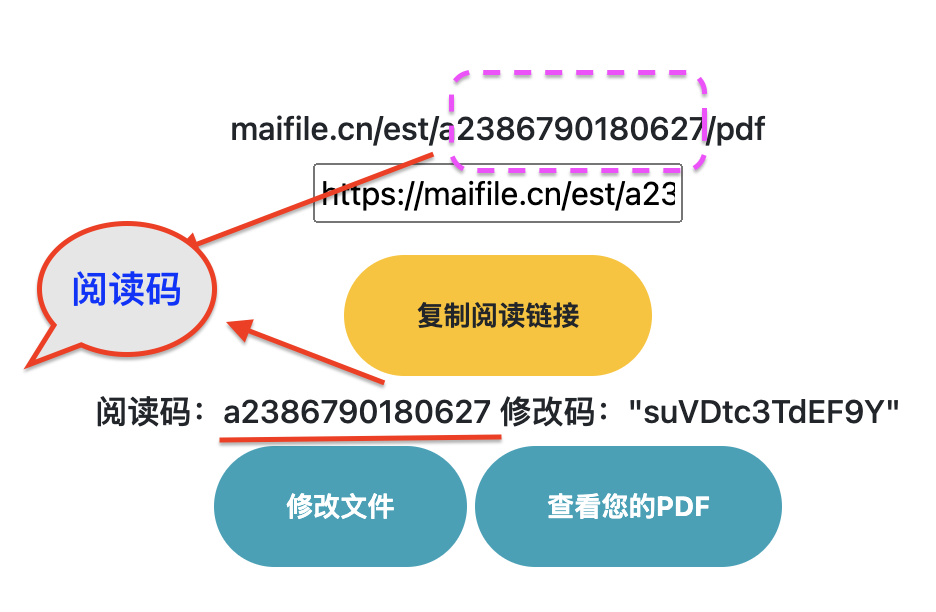 maifile.cn/est/a2386790180627/pdf
https://maifile.cn/est/a23
阅读码
复制阅读链接
阅读码：a2386790180627 修改码："suVDtc3TdEF9Y"
修改文件
查看您的PDF